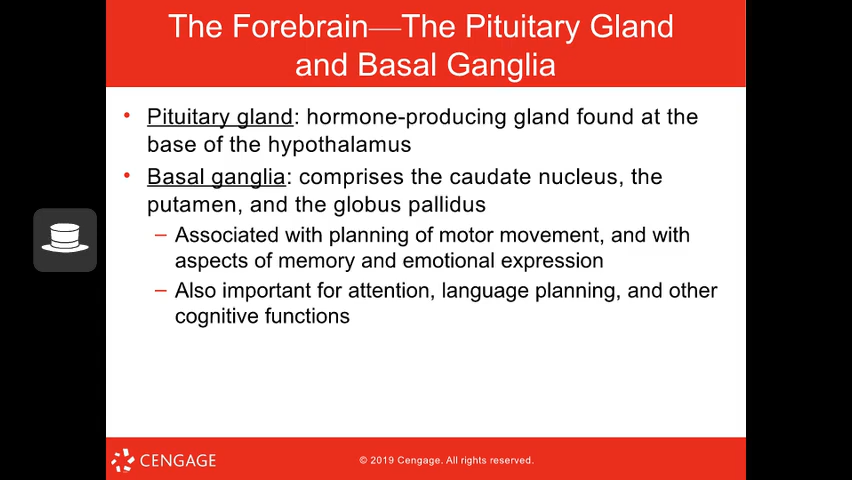 The Forebrain—The Pituitary Gland
and Basal Ganglia
• Pituitary gland: hormone-producing gland found at the
base of the hypothalamus
• Basal ganglia: comprises the caudate nucleus, the
putamen, and the globus pallidus
– Associated with planning of motor movement, and with
aspects of memory and emotional expression
– Also important for attention, language planning, and other
cognitive functions
CENGAGE
© 2019 Cengage. All rights reserved.